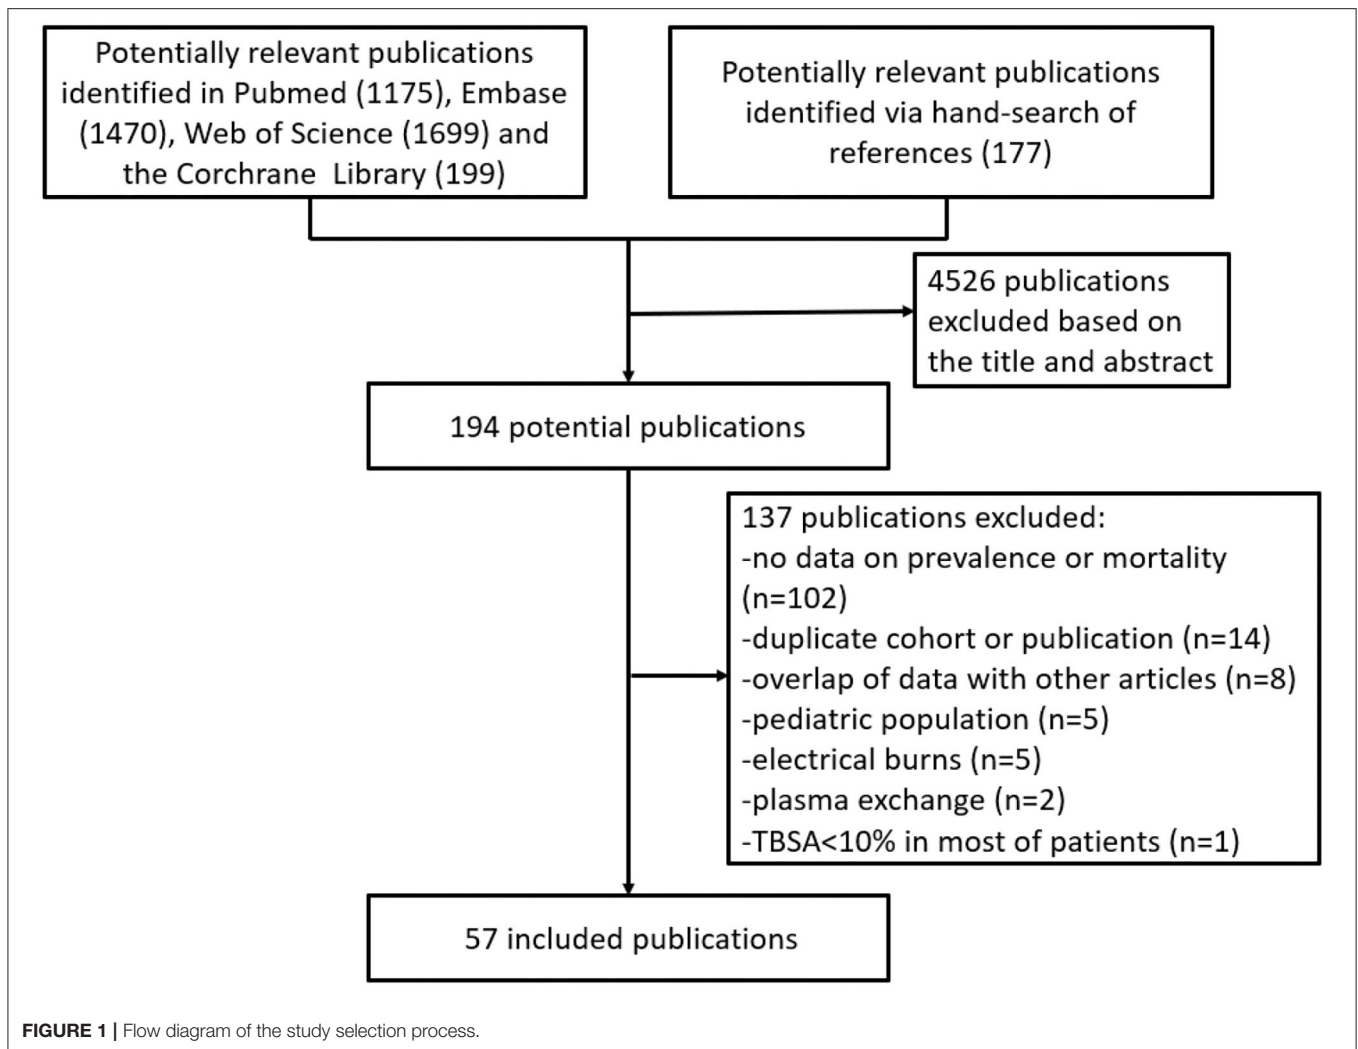 Potentially relevant publications
identified in Pubmed (1175), Embase
(1470), Web of Science (1699) and
the Corchrane Library (199)
Potentially relevant publications
identified via hand-search of
references (177)
4526 publications
excluded based on
the title and abstract
194 potential publications
137 publications excluded:
-no data on prevalence or mortality
(n=102)
-duplicate cohort or publication (n=14)
-overlap of data with other articles (n=8)
-pediatric population (n=5)
-electrical burns (n=5)
-plasma exchange (n=2)
-TBSA<10% in most of patients (n=1)
57 included publications
FIGURE 1 | Flow diagram of the study selection process.